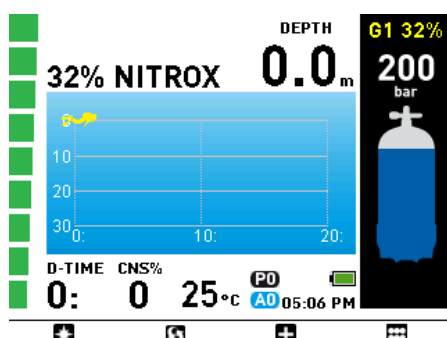 DEPTH
G1 32%
32% NITROX
0.0m
200
bar
0
10
20
30
0: 10: 20:
D-TIME CNS%
P0
0: 0 25°C
A0 05:06 PM